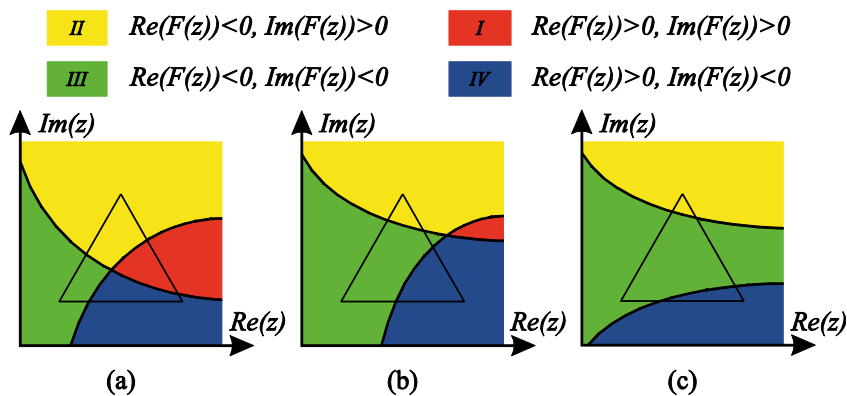 II Re(F(z))<0, Im(F(z))>0 I Re(F(z))>0, Im(F(z))>0
III Re(F(z))<0, Im(F(z))<0 IV Re(F(z))>0, Im(F(z))<0
Im(z) Im(z) Im(z)
Re(z) Re(z) Re(z)
(a) (b) (c)